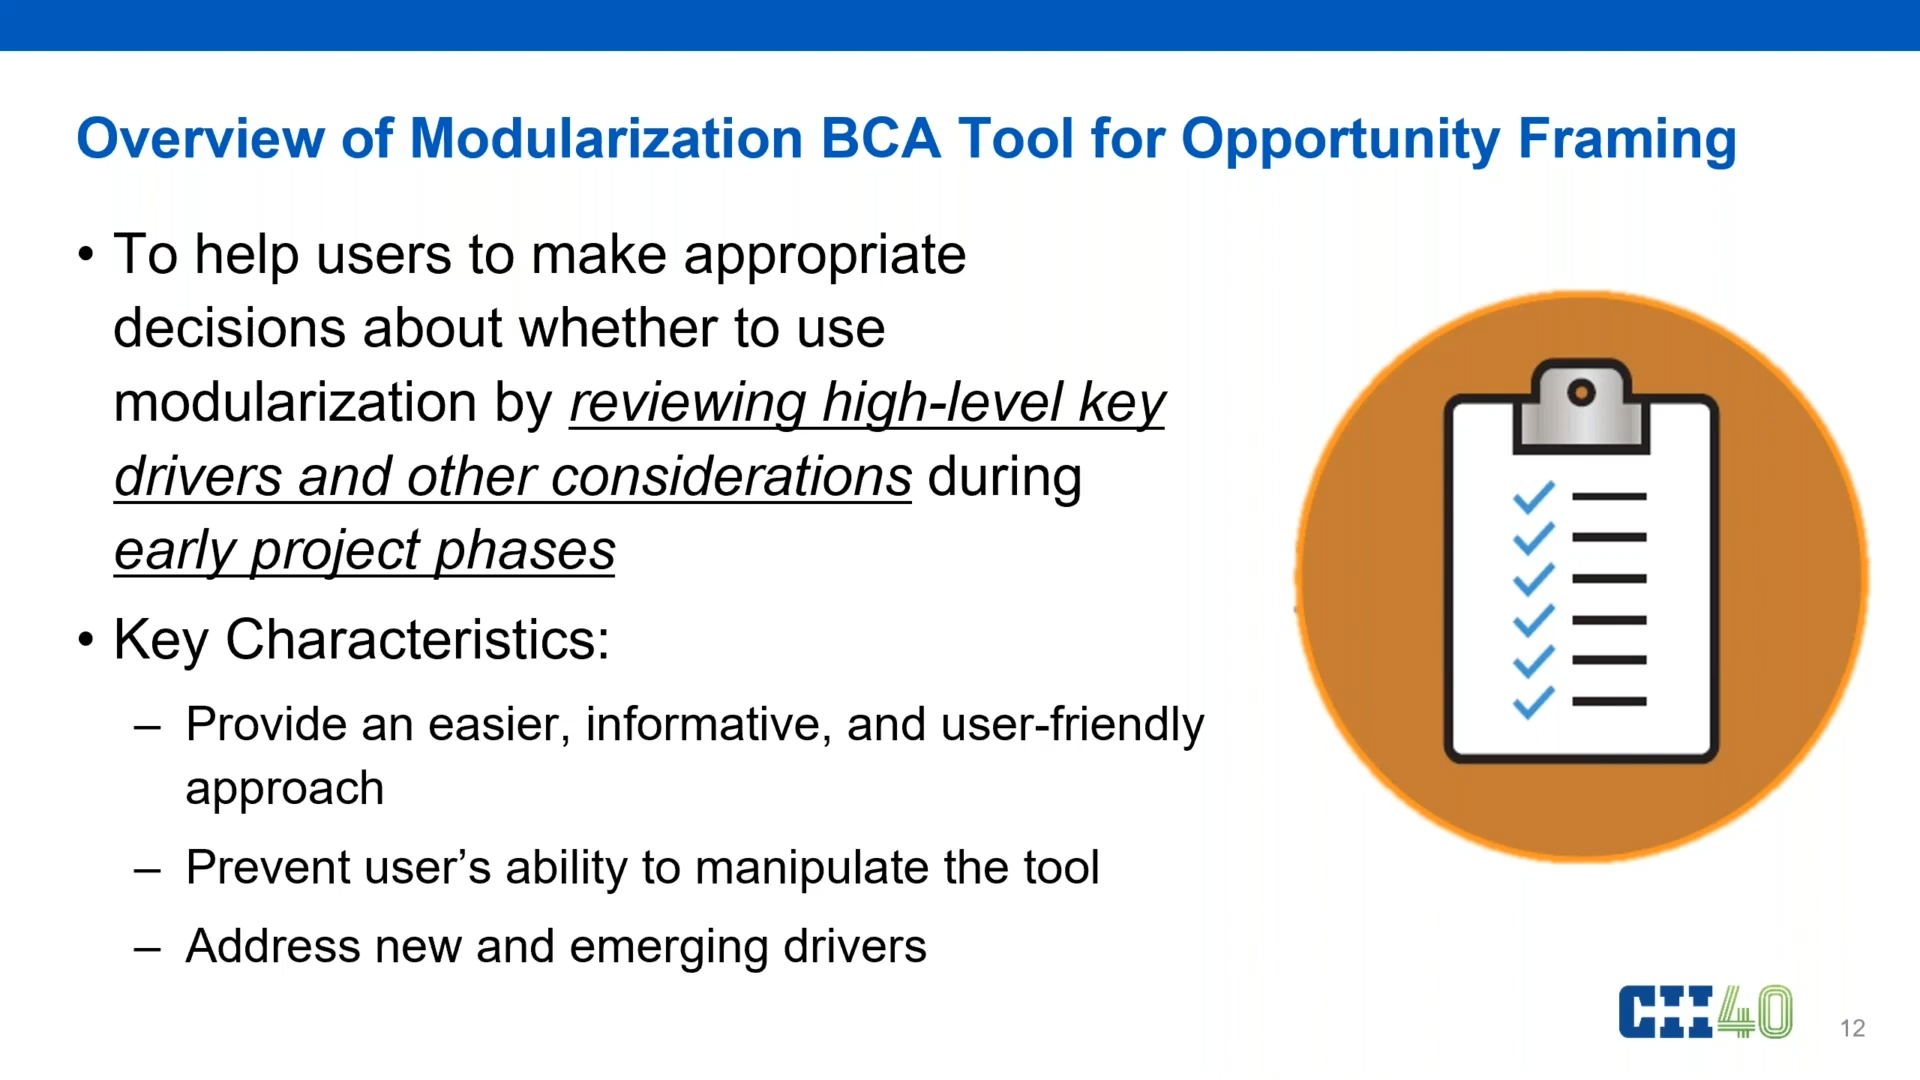 Overview of Modularization BCA Tool for Opportunity Framing
• To help users to make appropriate
decisions about whether to use
modularization by reviewing high-level key
drivers and other considerations during
early project phases
• Key Characteristics:
– Provide an easier, informative, and user-friendly
approach
– Prevent user’s ability to manipulate the tool
– Address new and emerging drivers
CII40
12